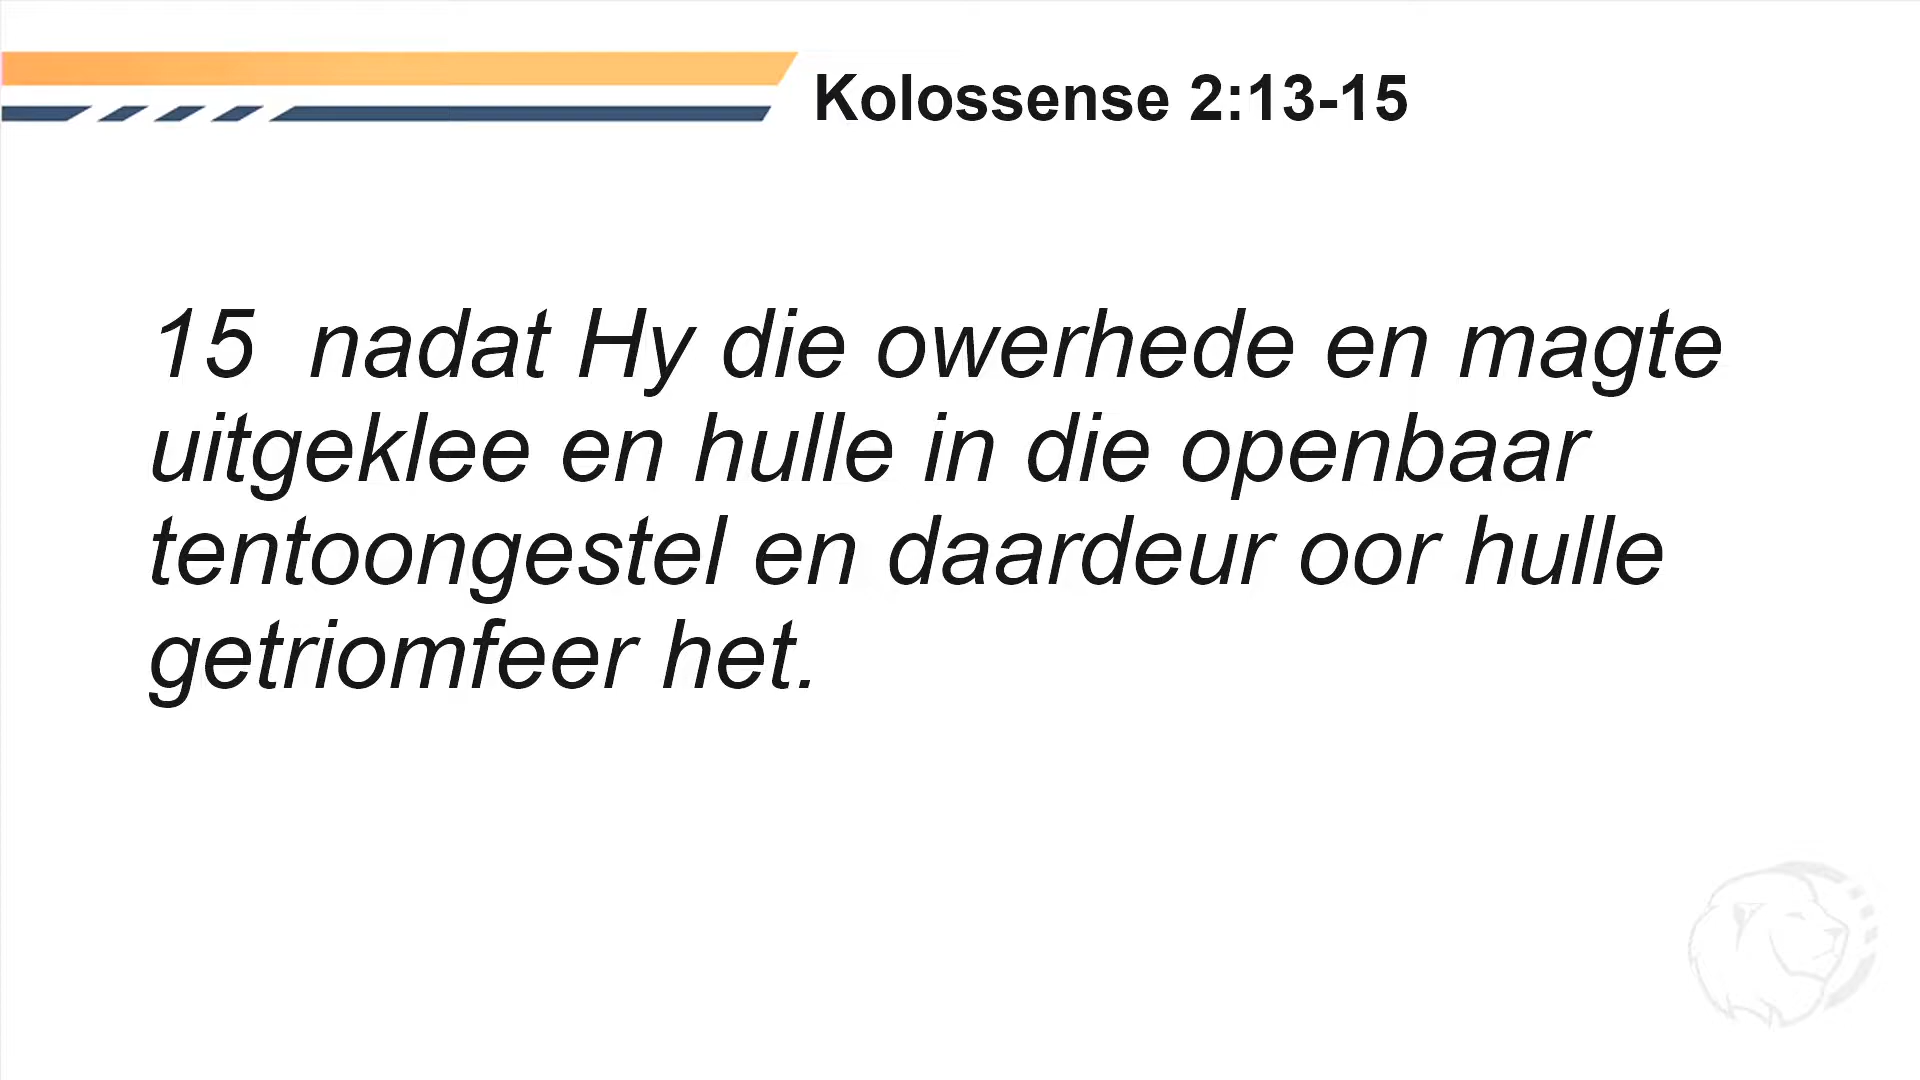 Kolossense 2:13-15
15  nadat Hy die owerhede en magte
uitgeklee en hulle in die openbaar
tentoongestel en daardeur oor hulle
getriomfeer het.